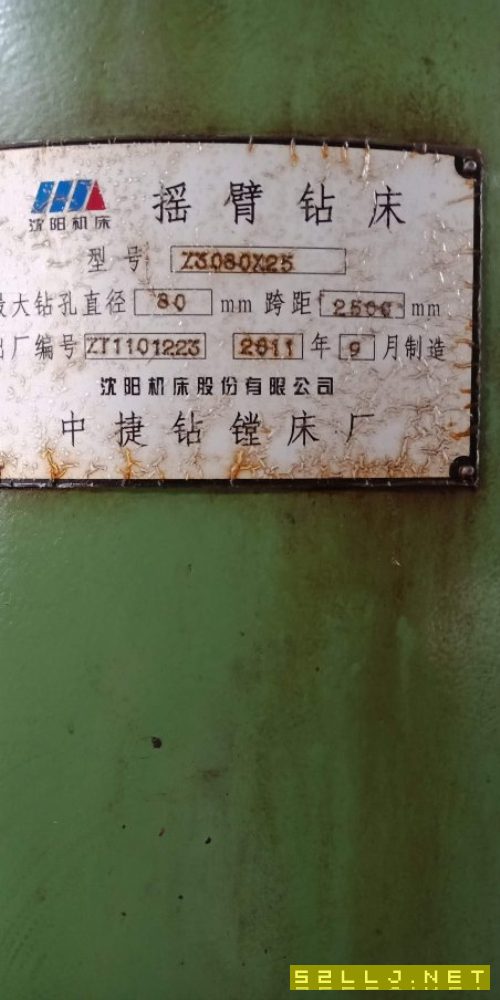 沈阳机床
摇臂钻床
型号 Z3080X25
最大钻孔直径 80 mm 跨距 2500 mm
出厂编号 ZT1101223 2011 年 9 月制造
沈阳机床股份有限公司
中捷钻镗床厂
52LLJ.NET